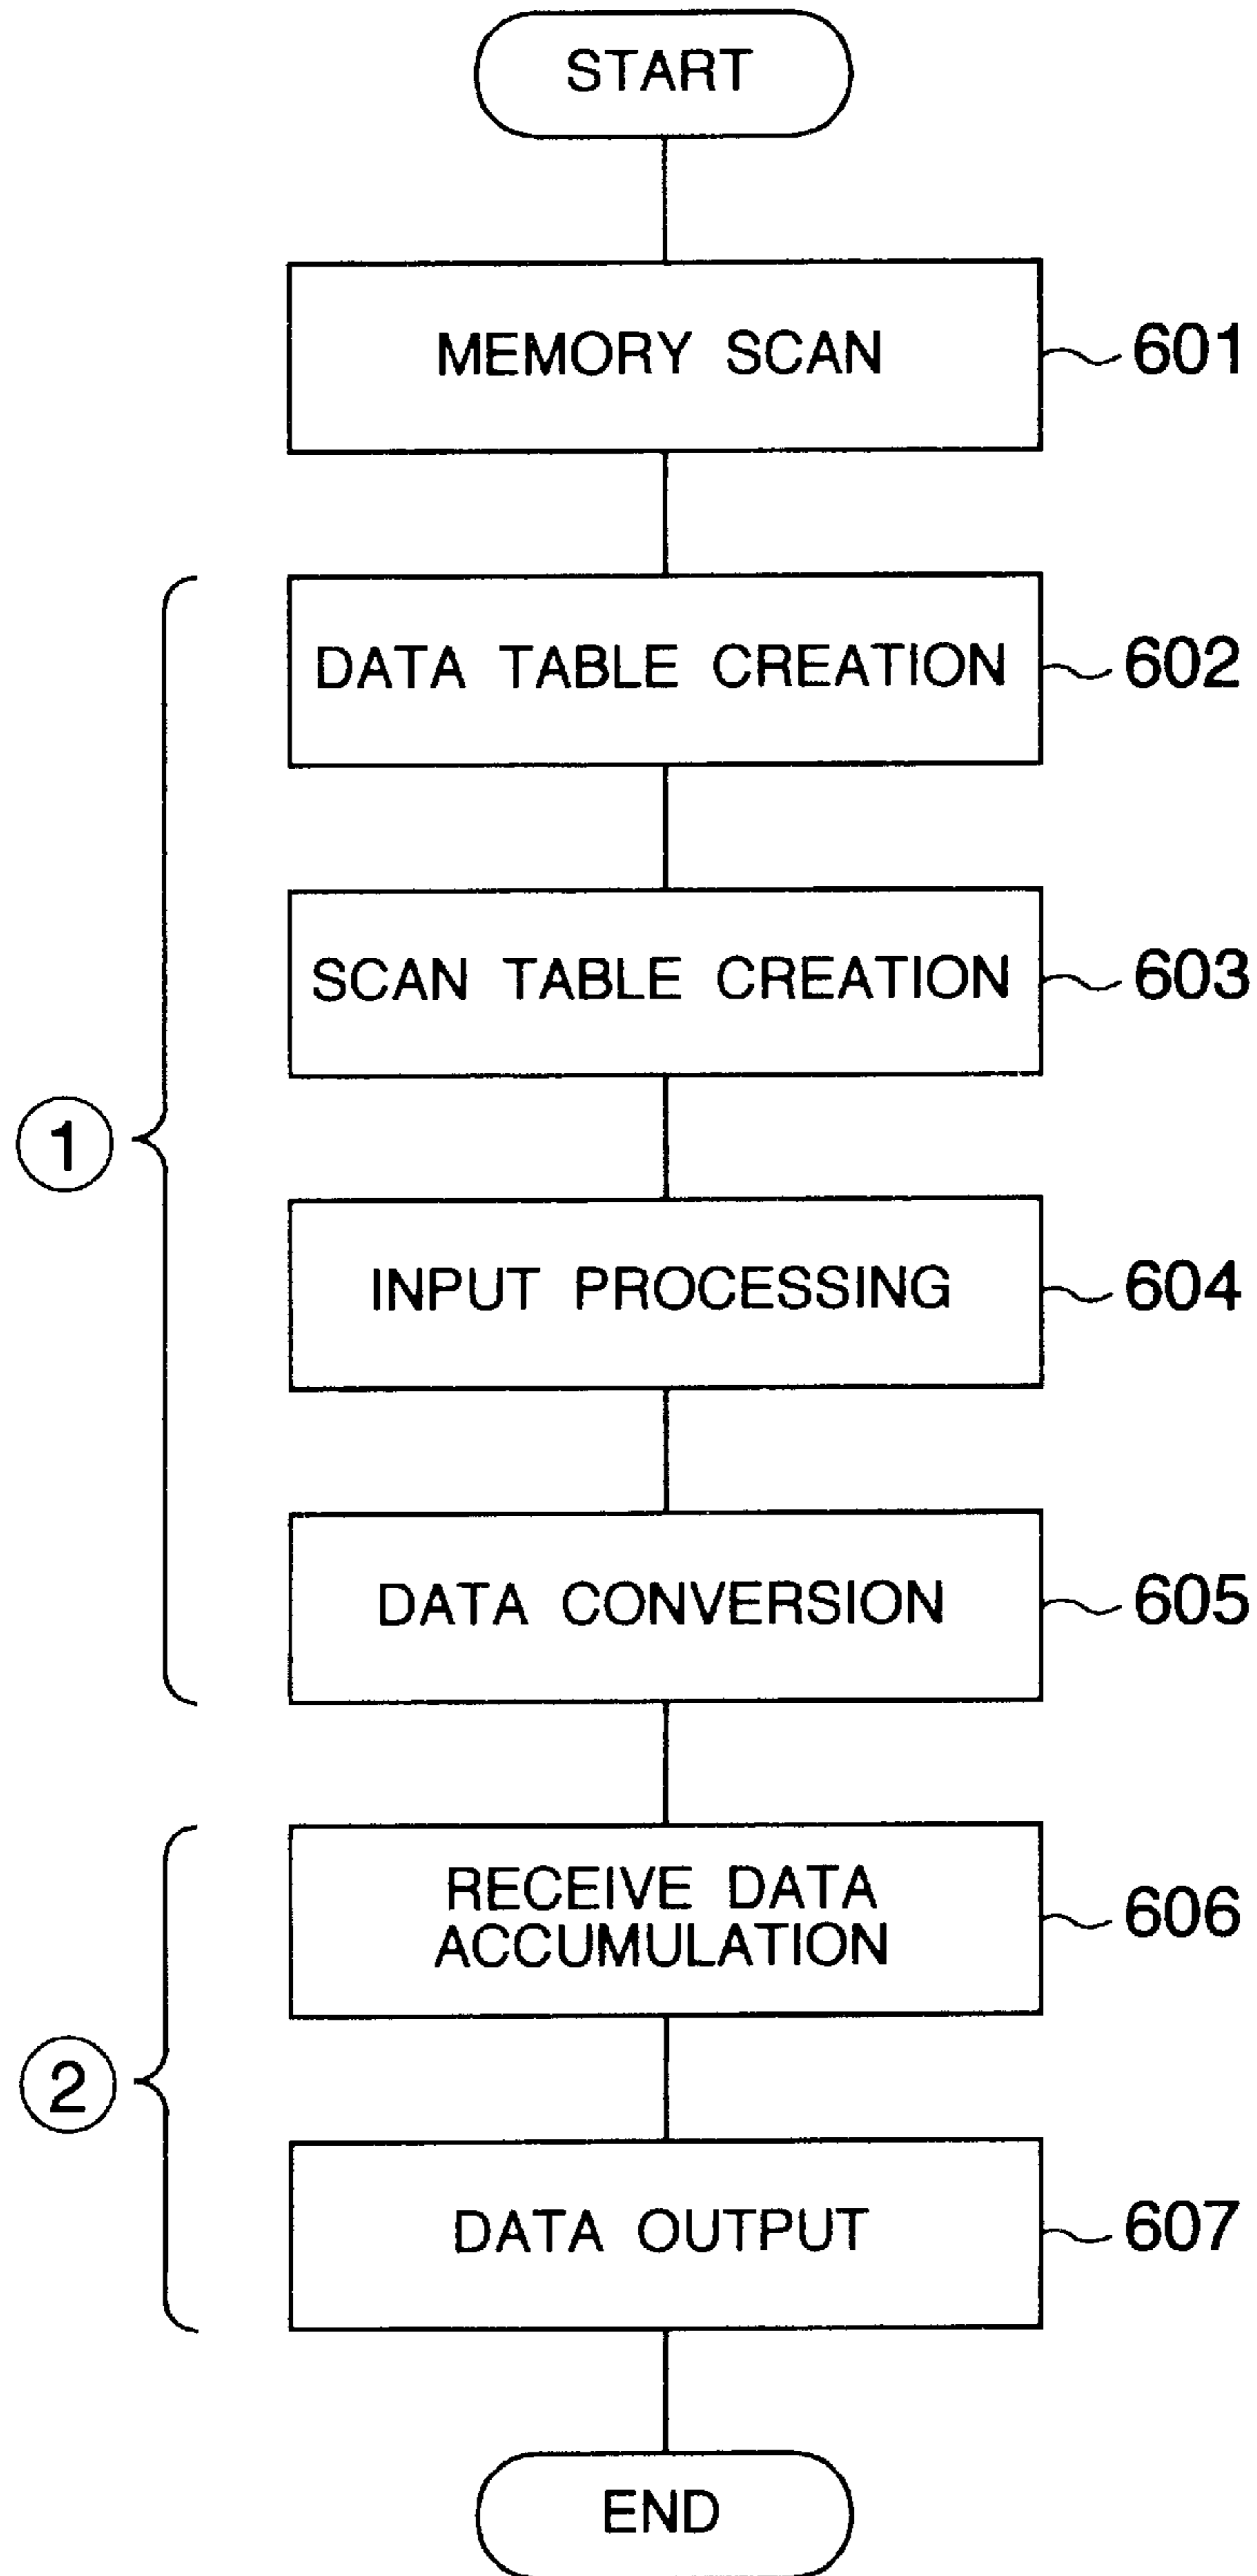 START
MEMORY SCAN
601
DATA TABLE CREATION
602
SCAN TABLE CREATION
603
1
INPUT PROCESSING
604
DATA CONVERSION
605
RECEIVE DATA
ACCUMULATION
606
2
DATA OUTPUT
607
END